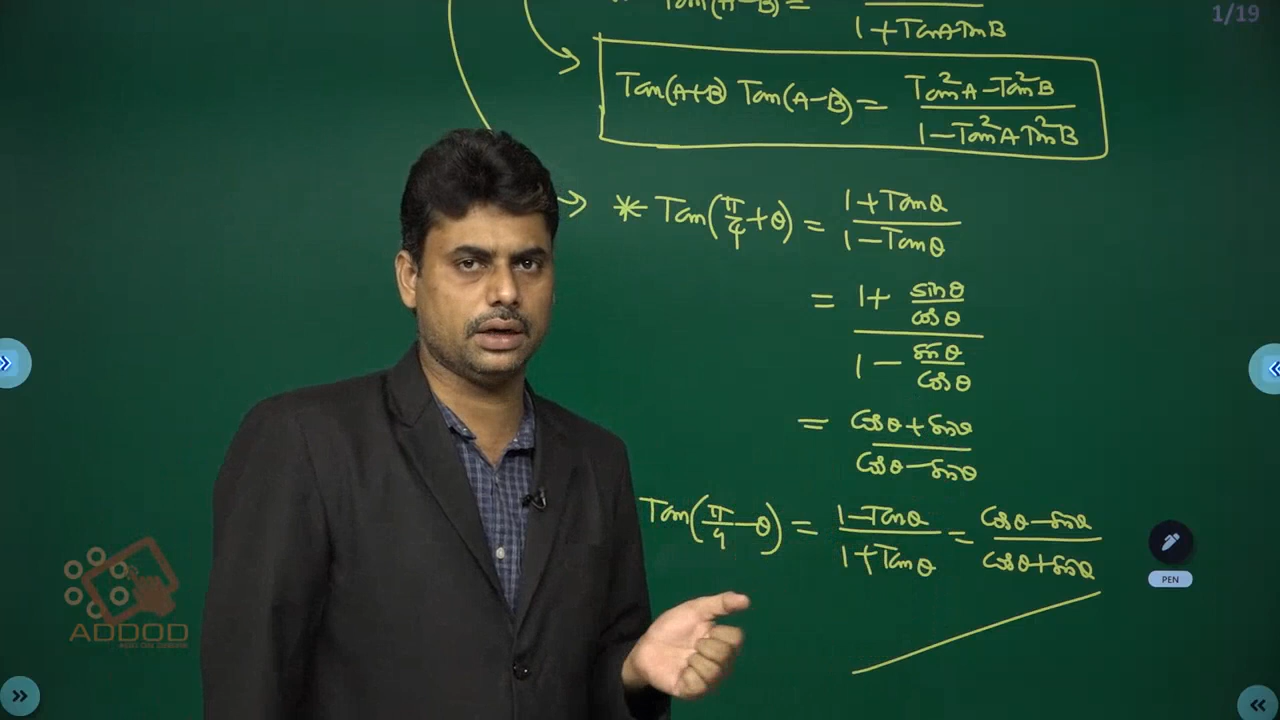 1/19
Tan(A-B) =
1+TanATanB
Tan(A+B) Tan(A-B) = Tan²A-Tan²B / 1-Tan²A Tan²B
* Tan(π/4+θ) = 1+Tanθ / 1-Tanθ
= 1+ sinθ/cosθ / 1- sinθ/cosθ
= cosθ+sinθ / cosθ-sinθ
Tan(π/4-θ) = 1-Tanθ / 1+Tanθ = cosθ-sinθ / cosθ+sinθ
PEN
ADDOD